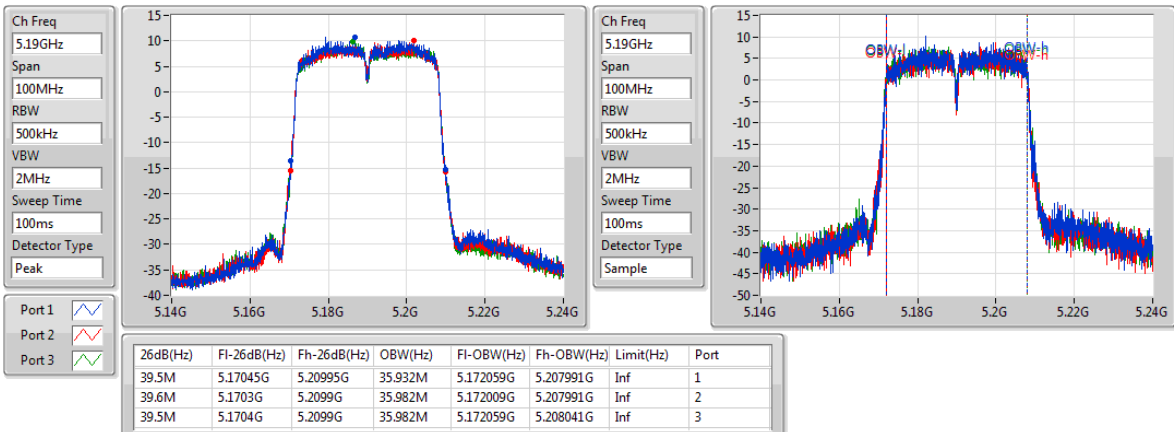 Ch Freq
5.19GHz
Span
100MHz
RBW
500kHz
VBW
2MHz
Sweep Time
100ms
Detector Type
Peak
Port 1
Port 2
Port 3
15
10
5
0
-5
-10
-15
-20
-25
-30
-35
-40
5.14G 5.16G 5.18G 5.2G 5.22G 5.24G
Ch Freq
5.19GHz
Span
100MHz
RBW
500kHz
VBW
2MHz
Sweep Time
100ms
Detector Type
Sample
15
10
5
0
-5
-10
-15
-20
-25
-30
-35
-40
-45
-50
OBW-h
5.14G 5.16G 5.18G 5.2G 5.22G 5.24G
26dB(Hz) Fl-26dB(Hz) Fh-26dB(Hz) OBW(Hz) Fl-OBW(Hz) Fh-OBW(Hz) Limit(Hz) Port
39.5M 5.17045G 5.20995G 35.932M 5.172059G 5.207991G Inf 1
39.6M 5.1703G 5.2099G 35.982M 5.172009G 5.207991G Inf 2
39.5M 5.1704G 5.2099G 35.982M 5.172059G 5.208041G Inf 3